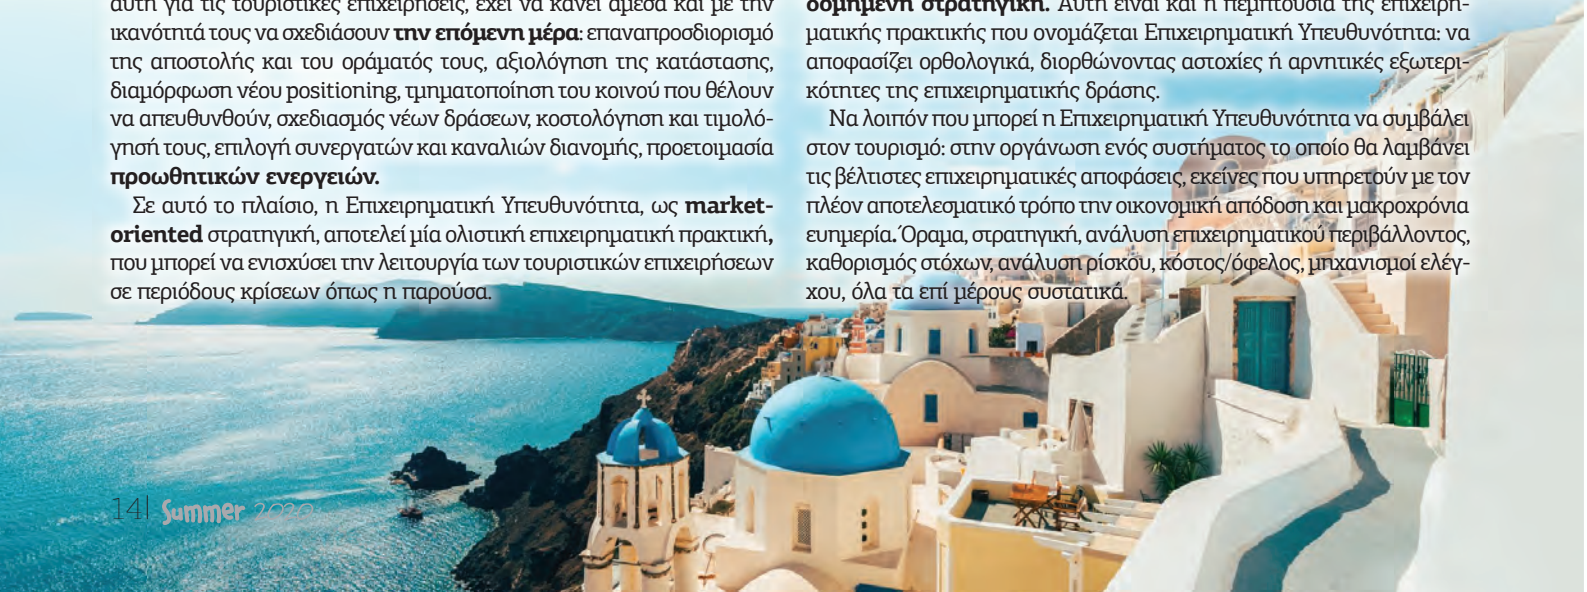 αυτή για τις τουριστικές επιχειρήσεις, έχει να κάνει άμεσα και με την
ικανότητά τους να σχεδιάσουν την επόμενη μέρα: επαναπροσδιορισμό
της αποστολής και του οράματός τους, αξιολόγηση της κατάστασης,
διαμόρφωση νέου positioning, τμηματοποίηση του κοινού που θέλουν
να απευθυνθούν, σχεδιασμός νέων δράσεων, κοστολόγηση και τιμολό-
γησή τους, επιλογή συνεργατών και καναλιών διανομής, προετοιμασία
προωθητικών ενεργειών.
Σε αυτό το πλαίσιο, η Επιχειρηματική Υπευθυνότητα, ως market-
oriented στρατηγική, αποτελεί μία ολιστική επιχειρηματική πρακτική,
που μπορεί να ενισχύσει την λειτουργία των τουριστικών επιχειρήσεων
σε περιόδους κρίσεων όπως η παρούσα.
δομημένη στρατηγική. Αυτή είναι και η πεμπτουσία της επιχειρη-
ματικής πρακτικής που ονομάζεται Επιχειρηματική Υπευθυνότητα: να
αποφασίζει ορθολογικά, διορθώνοντας αστοχίες ή αρνητικές εξωτερι-
κότητες της επιχειρηματικής δράσης.
Να λοιπόν που μπορεί η Επιχειρηματική Υπευθυνότητα να συμβάλει
στον τουρισμό: στην οργάνωση ενός συστήματος το οποίο θα λαμβάνει
τις βέλτιστες επιχειρηματικές αποφάσεις, εκείνες που υπηρετούν με τον
πλέον αποτελεσματικό τρόπο την οικονομική απόδοση και μακροχρόνια
ευημερία. Όραμα, στρατηγική, ανάλυση επιχειρηματικού περιβάλλοντος,
καθορισμός στόχων, ανάλυση ρίσκου, κόστος/όφελος, μηχανισμοί ελέγ-
χου, όλα τα επί μέρους συστατικά.
14| Summer 2020